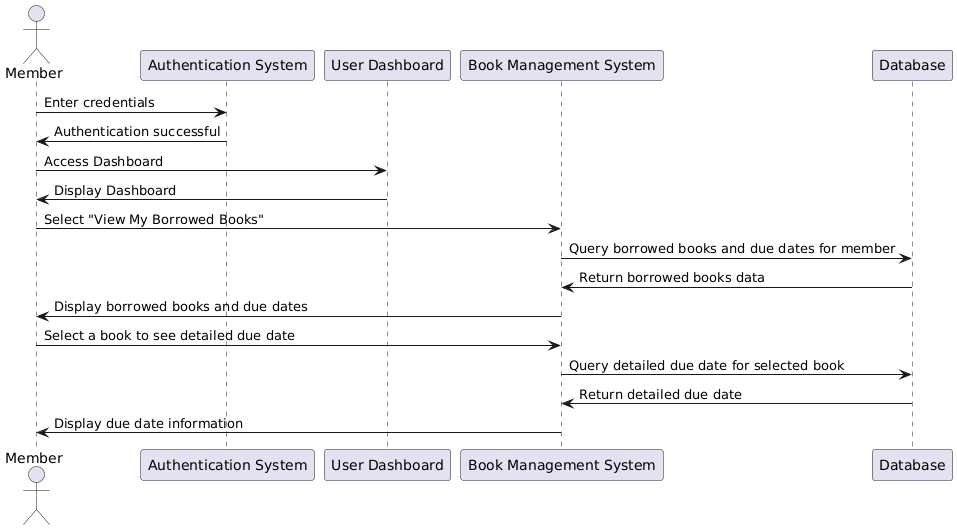 Member
Authentication System
User Dashboard
Book Management System
Database
Enter credentials
Authentication successful
Access Dashboard
Display Dashboard
Select "View My Borrowed Books"
Query borrowed books and due dates for member
Return borrowed books data
Display borrowed books and due dates
Select a book to see detailed due date
Query detailed due date for selected book
Return detailed due date
Display due date information
Member
Authentication System
User Dashboard
Book Management System
Database